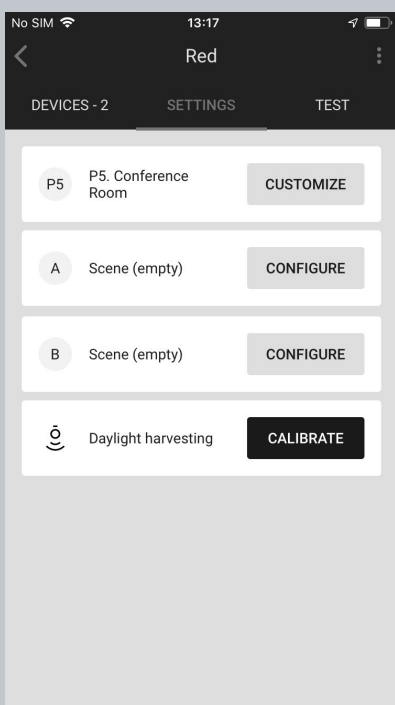 No SIM 13:17
Red
DEVICES - 2 SETTINGS TEST
P5 P5. Conference
Room CUSTOMIZE
A Scene (empty) CONFIGURE
B Scene (empty) CONFIGURE
Daylight harvesting CALIBRATE